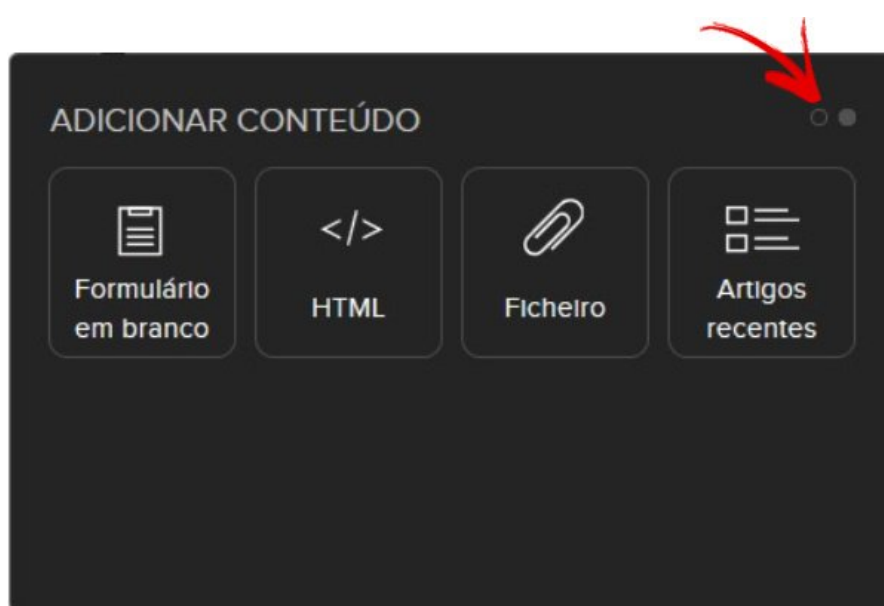 ADICIONAR CONTEÚDO
Formulário
em branco
</>
HTML
Ficheiro
Artigos
recentes